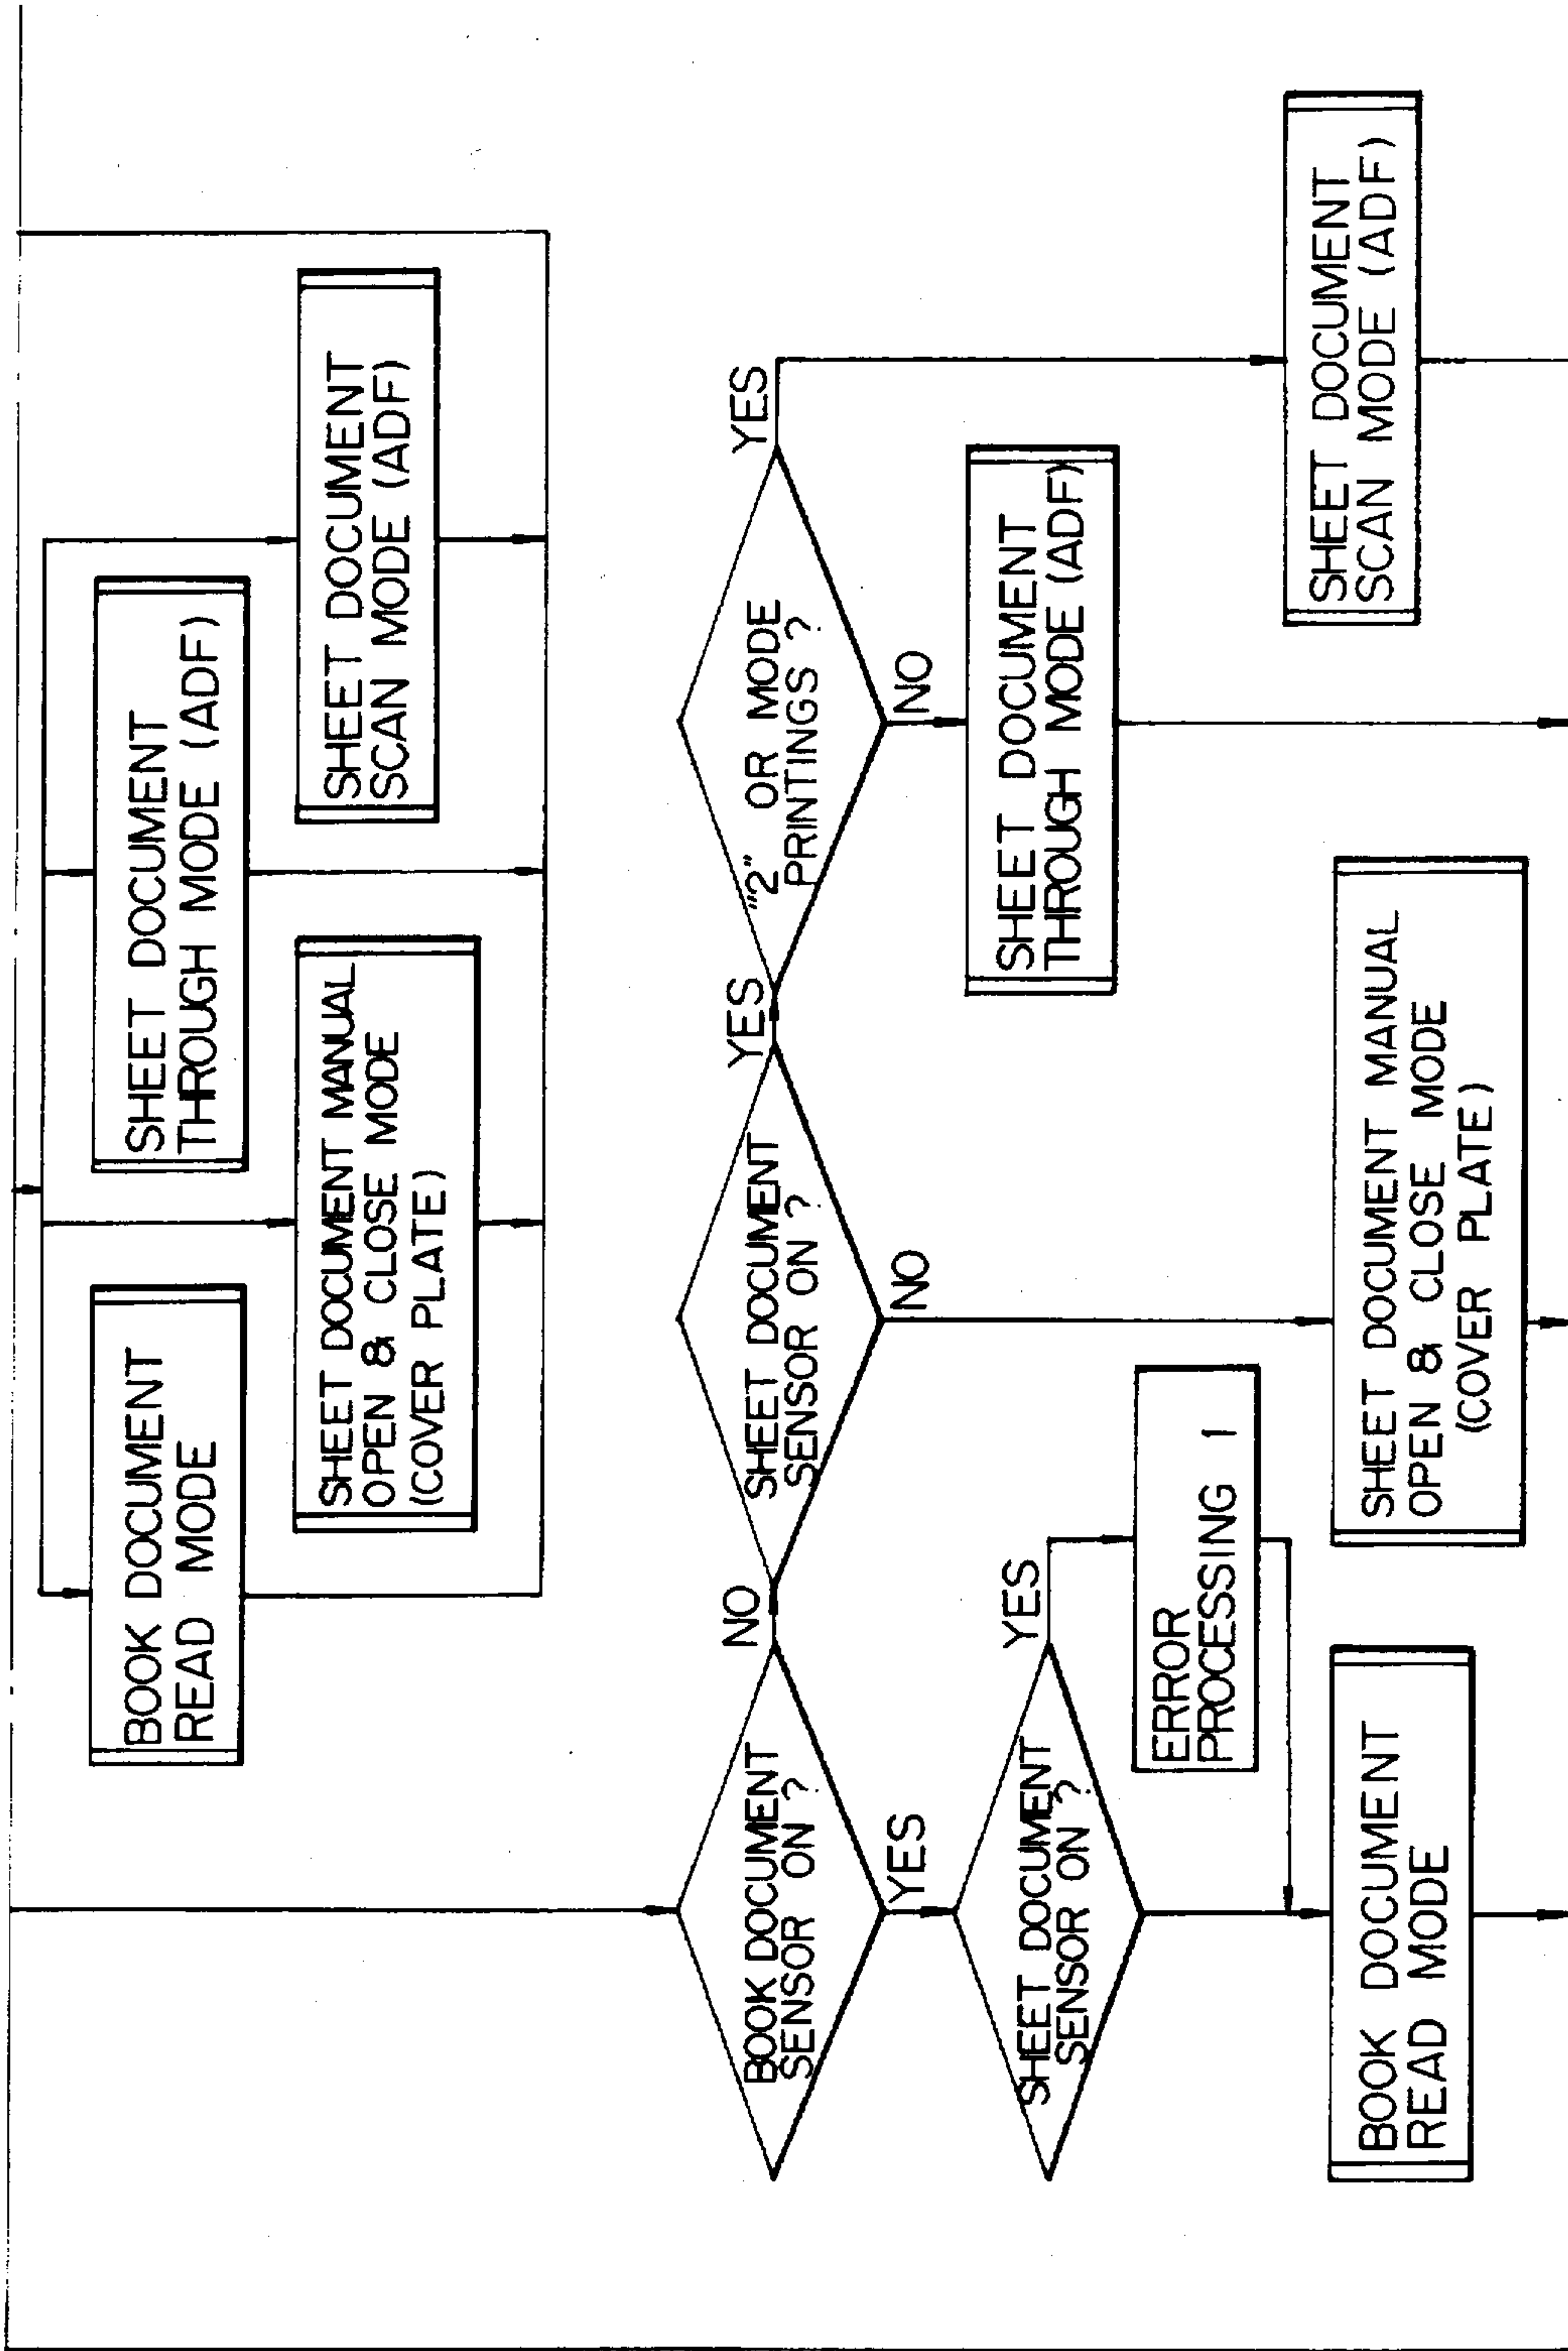 BOOK DOCUMENT
READ MODE
SHEET DOCUMENT MANUAL
OPEN & CLOSE MODE
(COVER PLATE)
SHEET DOCUMENT
THROUGH MODE (ADF)
SHEET DOCUMENT
SCAN MODE (ADF)
BOOK DOCUMENT
SENSOR ON ?
NO
YES
SHEET DOCUMENT
SENSOR ON ?
YES
NO
"2" OR MODE
PRINTINGS ?
YES
NO
SHEET DOCUMENT
SENSOR ON ?
YES
ERROR
PROCESSING 1
SHEET DOCUMENT
THROUGH MODE (ADF)
BOOK DOCUMENT
READ MODE
SHEET DOCUMENT MANUAL
OPEN & CLOSE MODE
(COVER PLATE)
SHEET DOCUMENT
SCAN MODE (ADF)